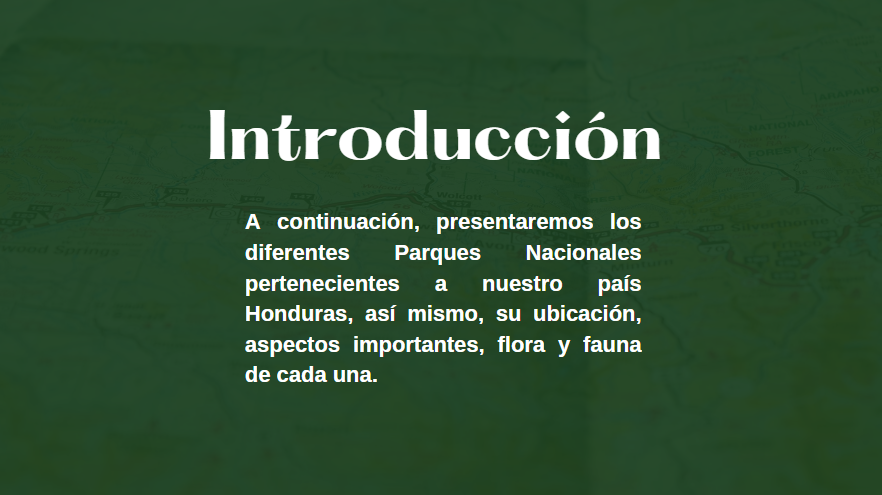 Introducción
A continuación, presentaremos los
diferentes Parques Nacionales
pertenecientes a nuestro país
Honduras, así mismo, su ubicación,
aspectos importantes, flora y fauna
de cada una.